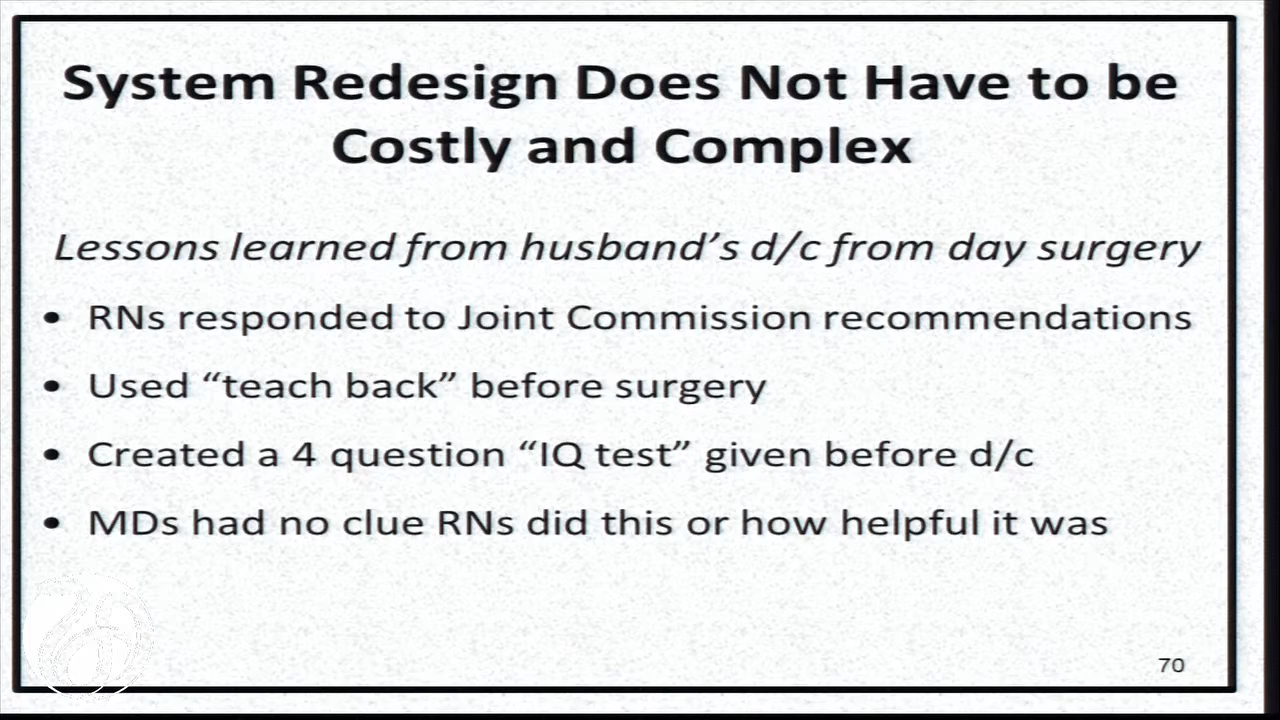 System Redesign Does Not Have to be
Costly and Complex
Lessons learned from husband’s d/c from day surgery
• RNs responded to Joint Commission recommendations
• Used “teach back” before surgery
• Created a 4 question “IQ test” given before d/c
• MDs had no clue RNs did this or how helpful it was
70